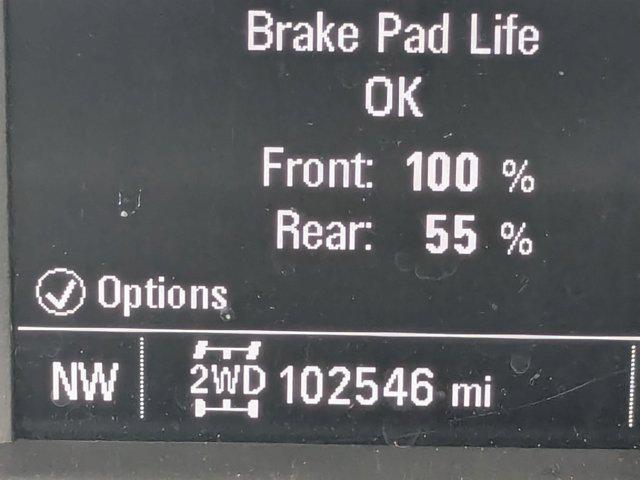 Brake Pad Life
OK
Front: 100 %
Rear: 55 %
Options
NW 2WD 102546 mi